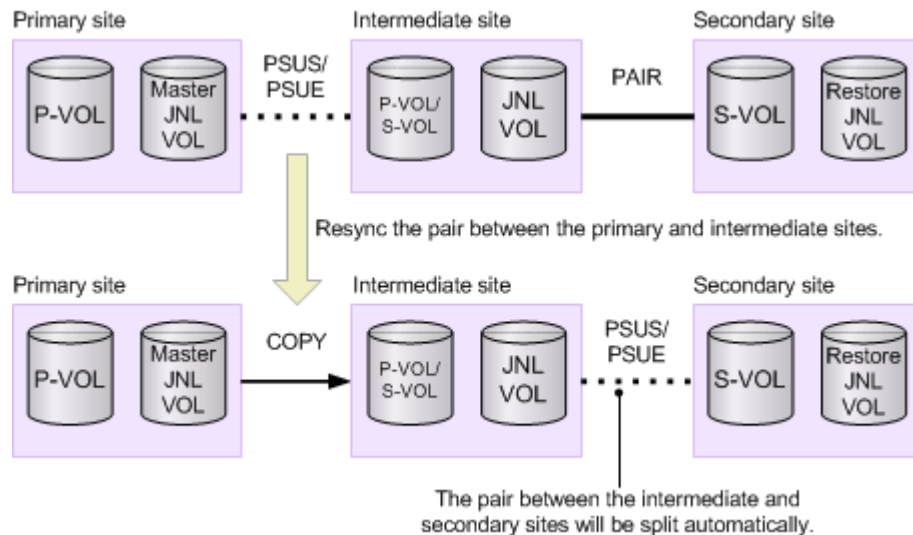 Primary site
Intermediate site
Secondary site
P-VOL
Master
JNL
VOL
PSUS/
PSUE
P-VOL/
S-VOL
JNL
VOL
PAIR
S-VOL
Restore
JNL
VOL
Resync the pair between the primary and intermediate sites.
Primary site
Intermediate site
Secondary site
P-VOL
Master
JNL
VOL
COPY
P-VOL/
S-VOL
JNL
VOL
PSUS/
PSUE
S-VOL
Restore
JNL
VOL
The pair between the intermediate and
secondary sites will be split automatically.